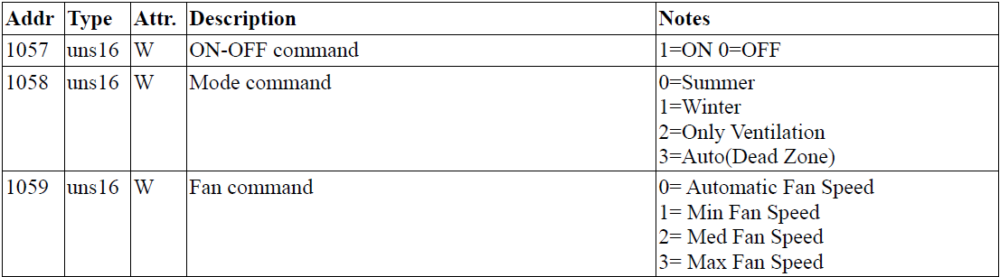 Addr Type Attr. Description Notes
1057 uns16 W ON-OFF command 1=ON 0=OFF
1058 uns16 W Mode command 0=Summer
1=Winter
2=Only Ventilation
3=Auto(Dead Zone)
1059 uns16 W Fan command 0= Automatic Fan Speed
1= Min Fan Speed
2= Med Fan Speed
3= Max Fan Speed